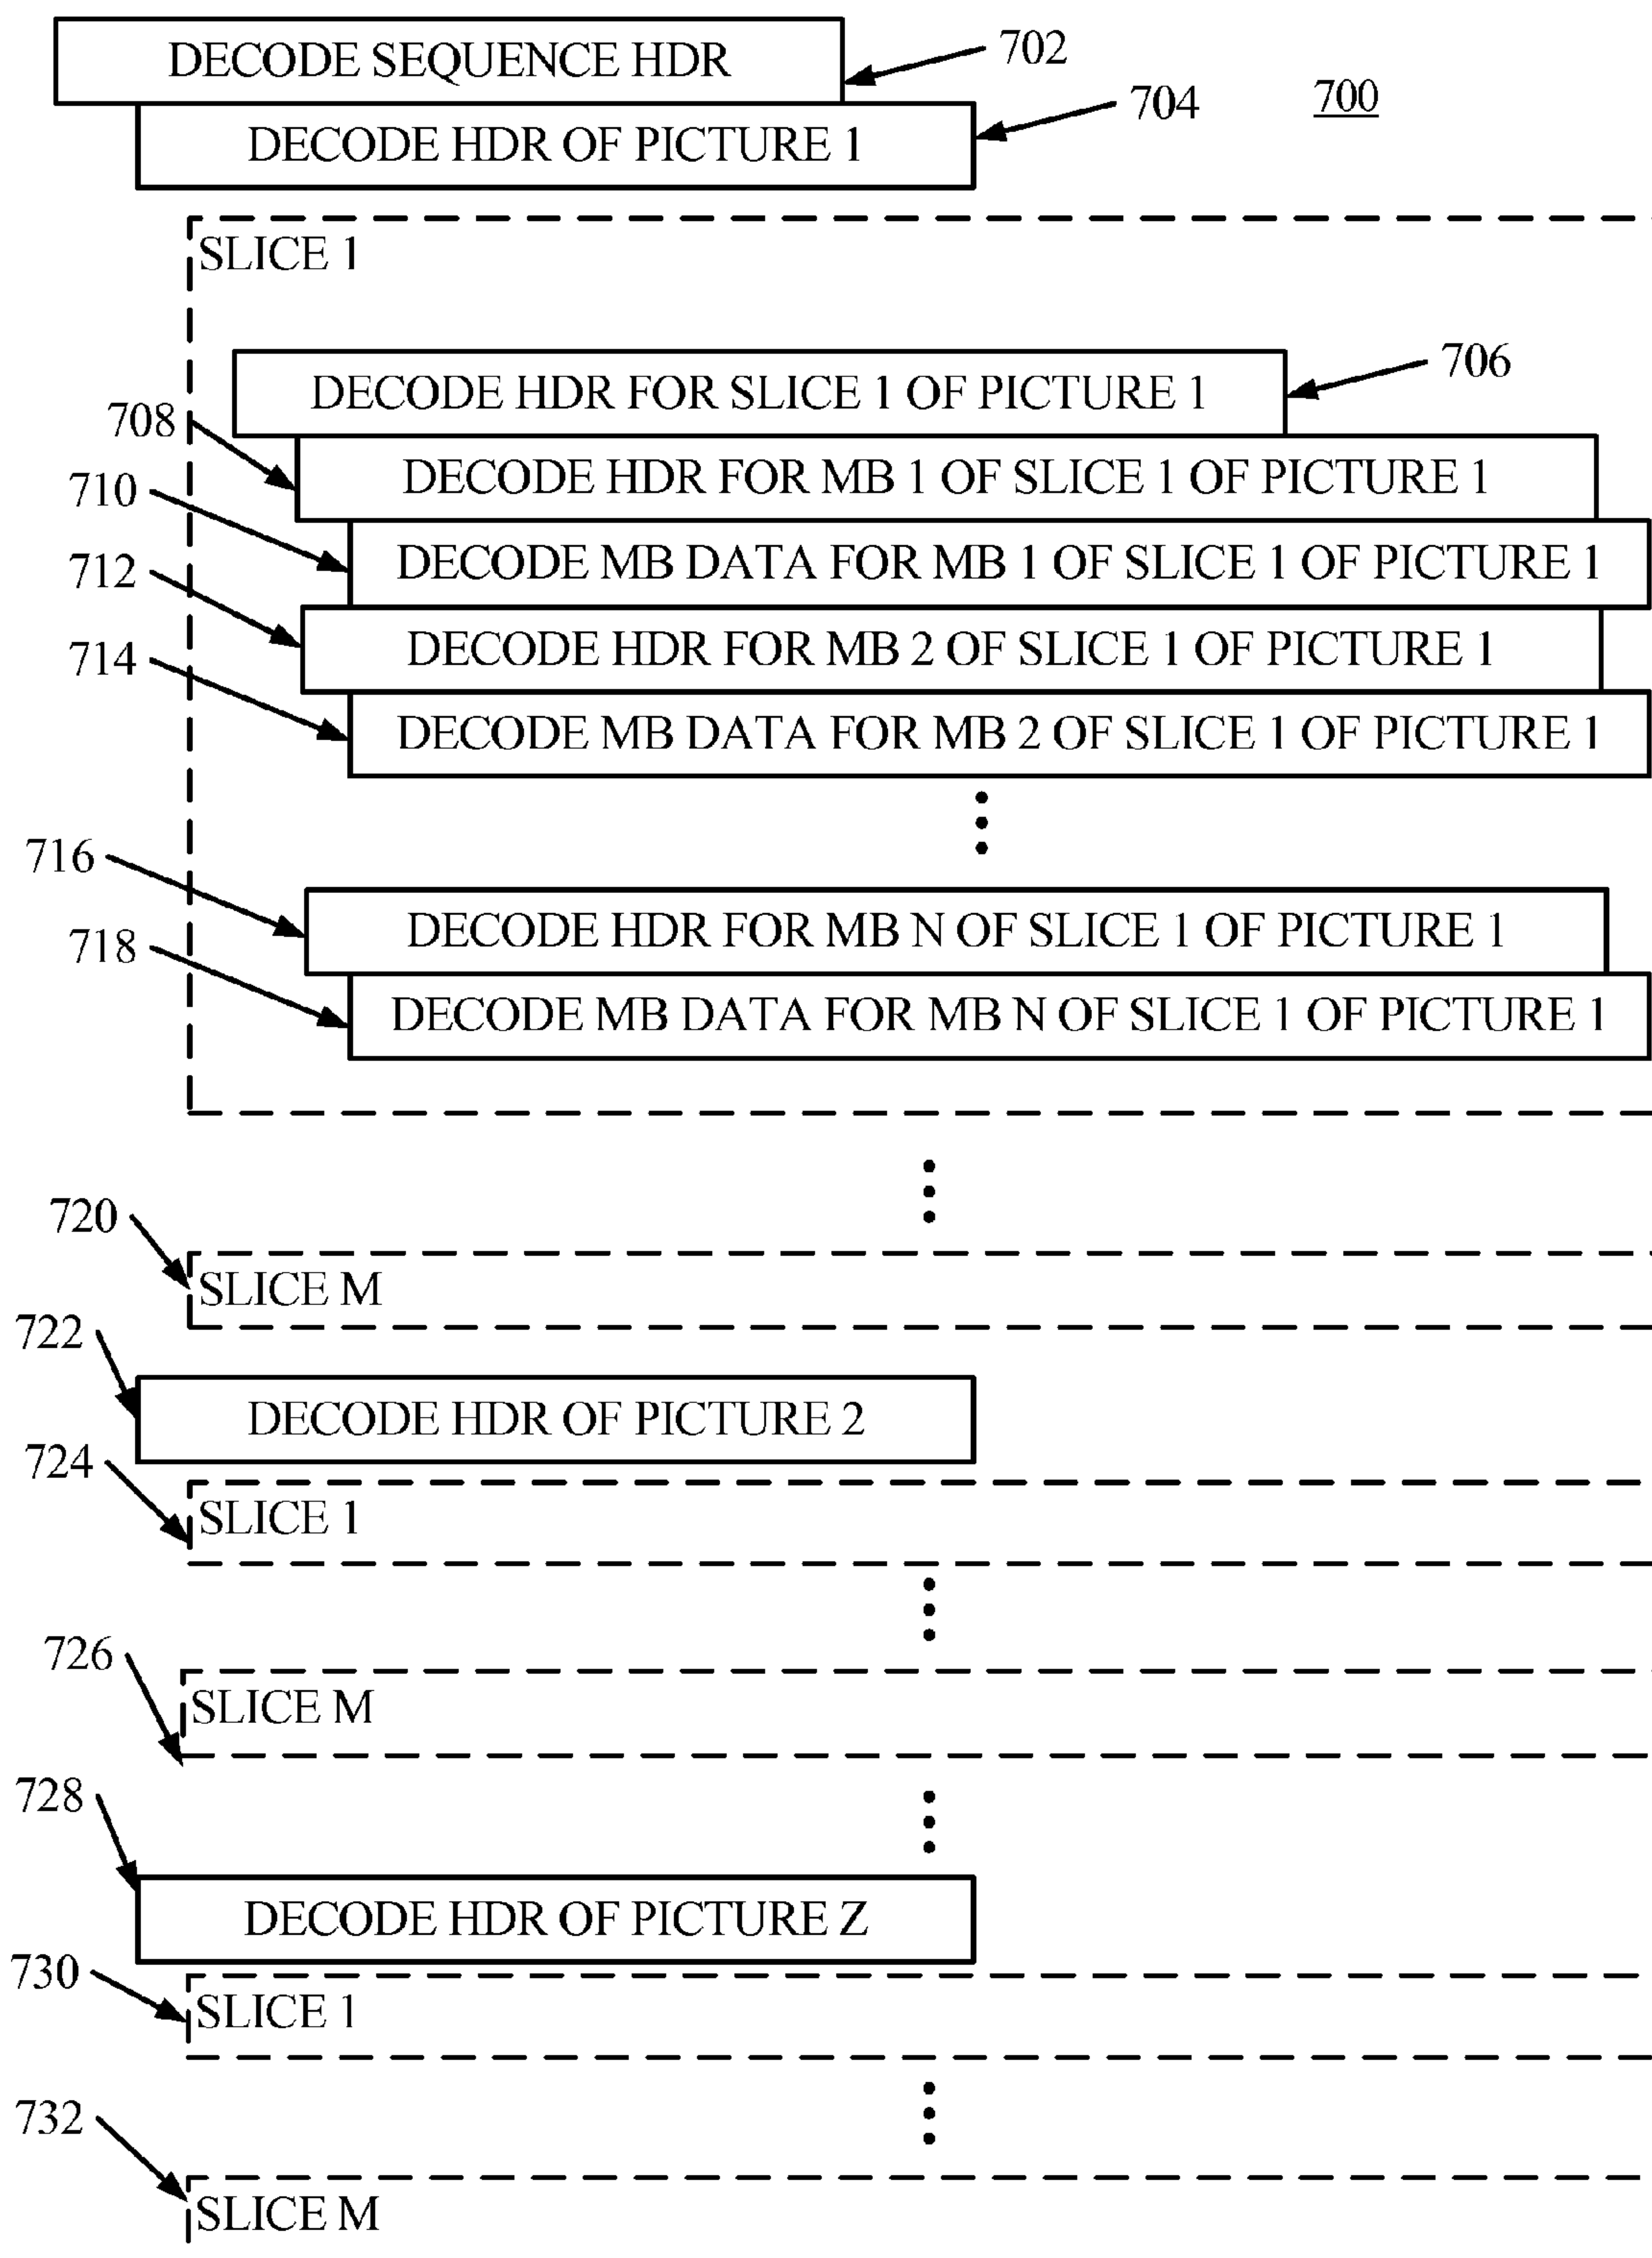 DECODE SEQUENCE HDR
702
DECODE HDR OF PICTURE 1
704
700
SLICE 1
DECODE HDR FOR SLICE 1 OF PICTURE 1
706
708
DECODE HDR FOR MB 1 OF SLICE 1 OF PICTURE 1
710
DECODE MB DATA FOR MB 1 OF SLICE 1 OF PICTURE 1
712
DECODE HDR FOR MB 2 OF SLICE 1 OF PICTURE 1
714
DECODE MB DATA FOR MB 2 OF SLICE 1 OF PICTURE 1
716
DECODE HDR FOR MB N OF SLICE 1 OF PICTURE 1
718
DECODE MB DATA FOR MB N OF SLICE 1 OF PICTURE 1
720
SLICE M
722
DECODE HDR OF PICTURE 2
724
SLICE 1
726
SLICE M
728
DECODE HDR OF PICTURE Z
730
SLICE 1
732
SLICE M